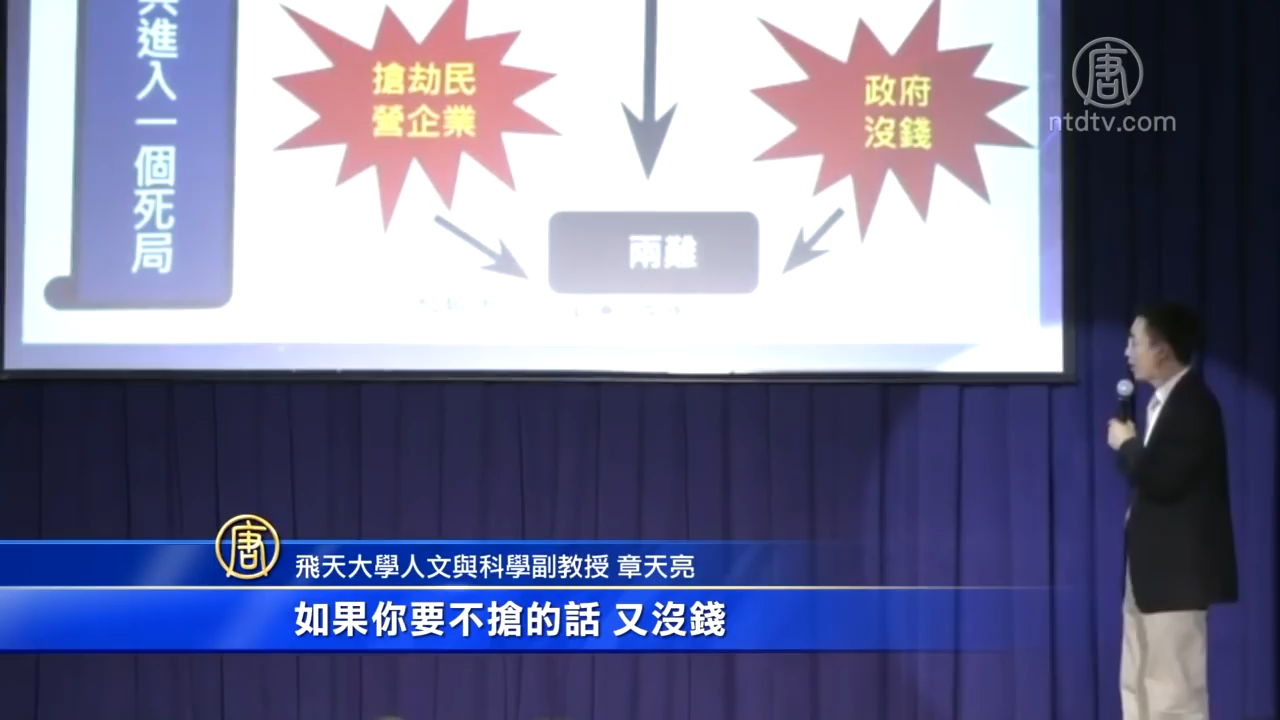 進入一個死局
搶劫民
營企業
政府
沒錢
兩難
唐
ntdtv.com
唐
飛天大學人文與科學副教授 章天亮
如果你要不搶的話 又沒錢